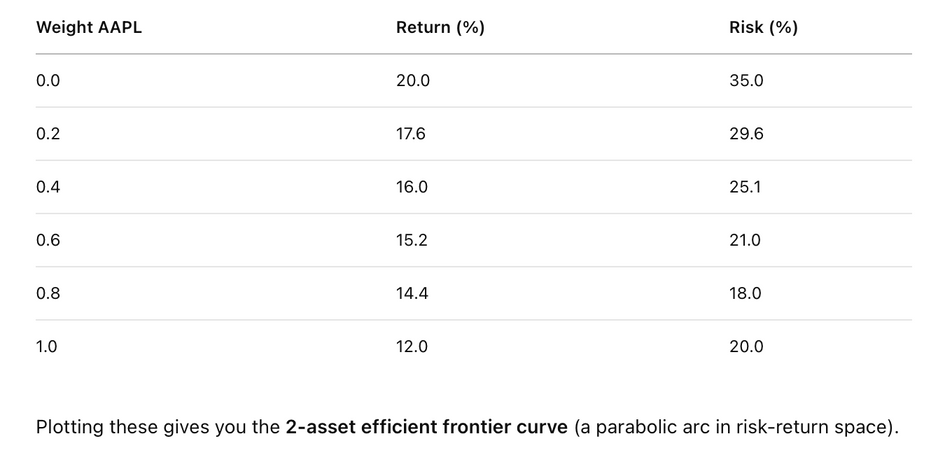 Weight AAPL Return (%) Risk (%)
0.0 20.0 35.0
0.2 17.6 29.6
0.4 16.0 25.1
0.6 15.2 21.0
0.8 14.4 18.0
1.0 12.0 20.0
Plotting these gives you the 2-asset efficient frontier curve (a parabolic arc in risk-return space).